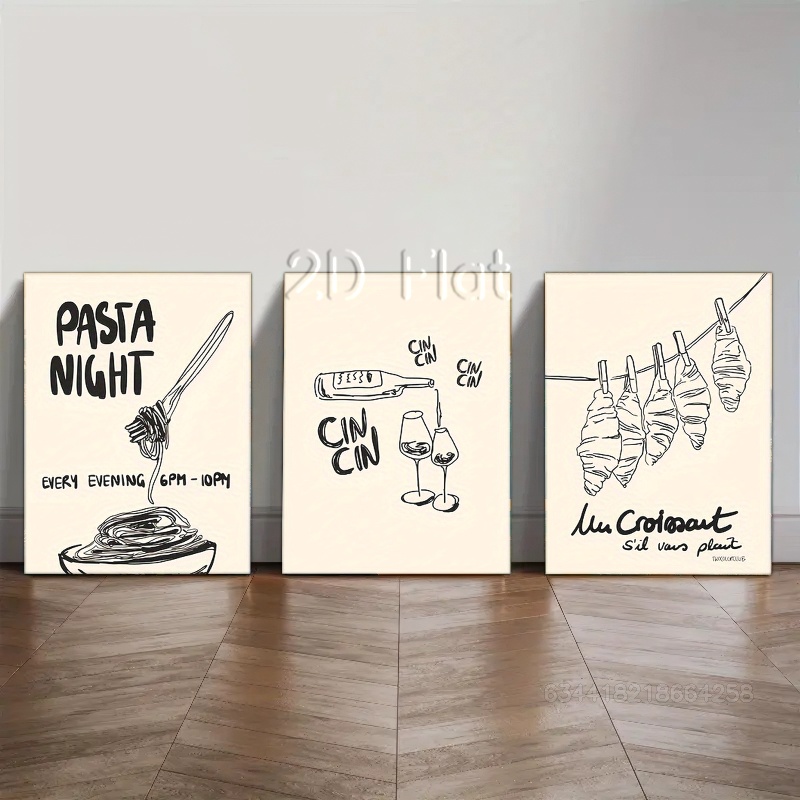 2D Flat
PASTA
NIGHT
EVERY EVENING 6PM - 10PM
CIN
CIN
CIN
CIN
CIN
CIN
Un Croissant
s'il vous plaît
634418218664258